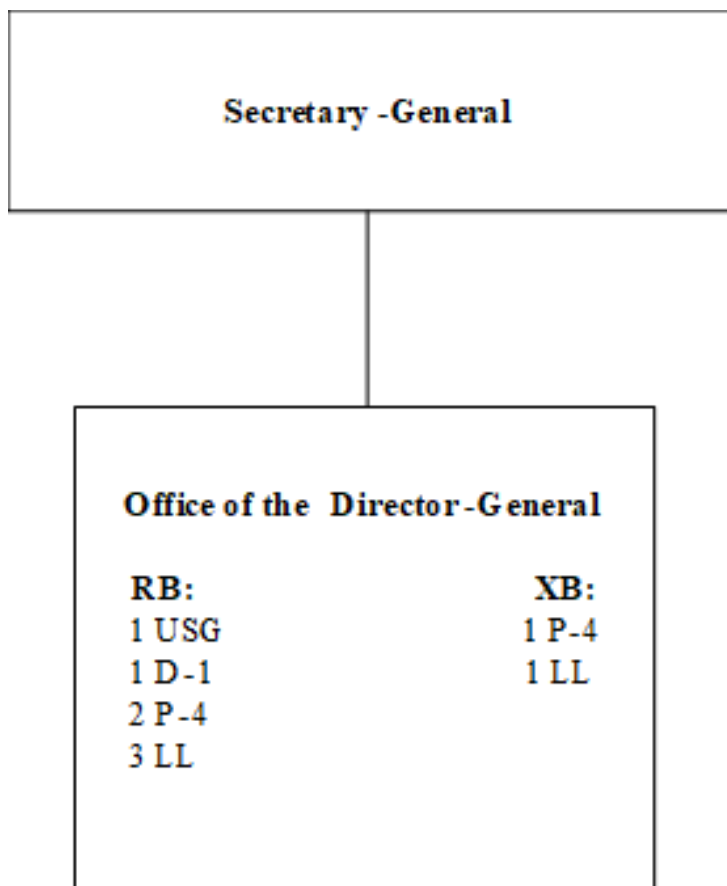 Secretary -General
Office of the Director-General
RB: XB:
1 USG 1 P-4
1 D-1 1 LL
2 P-4
3 LL